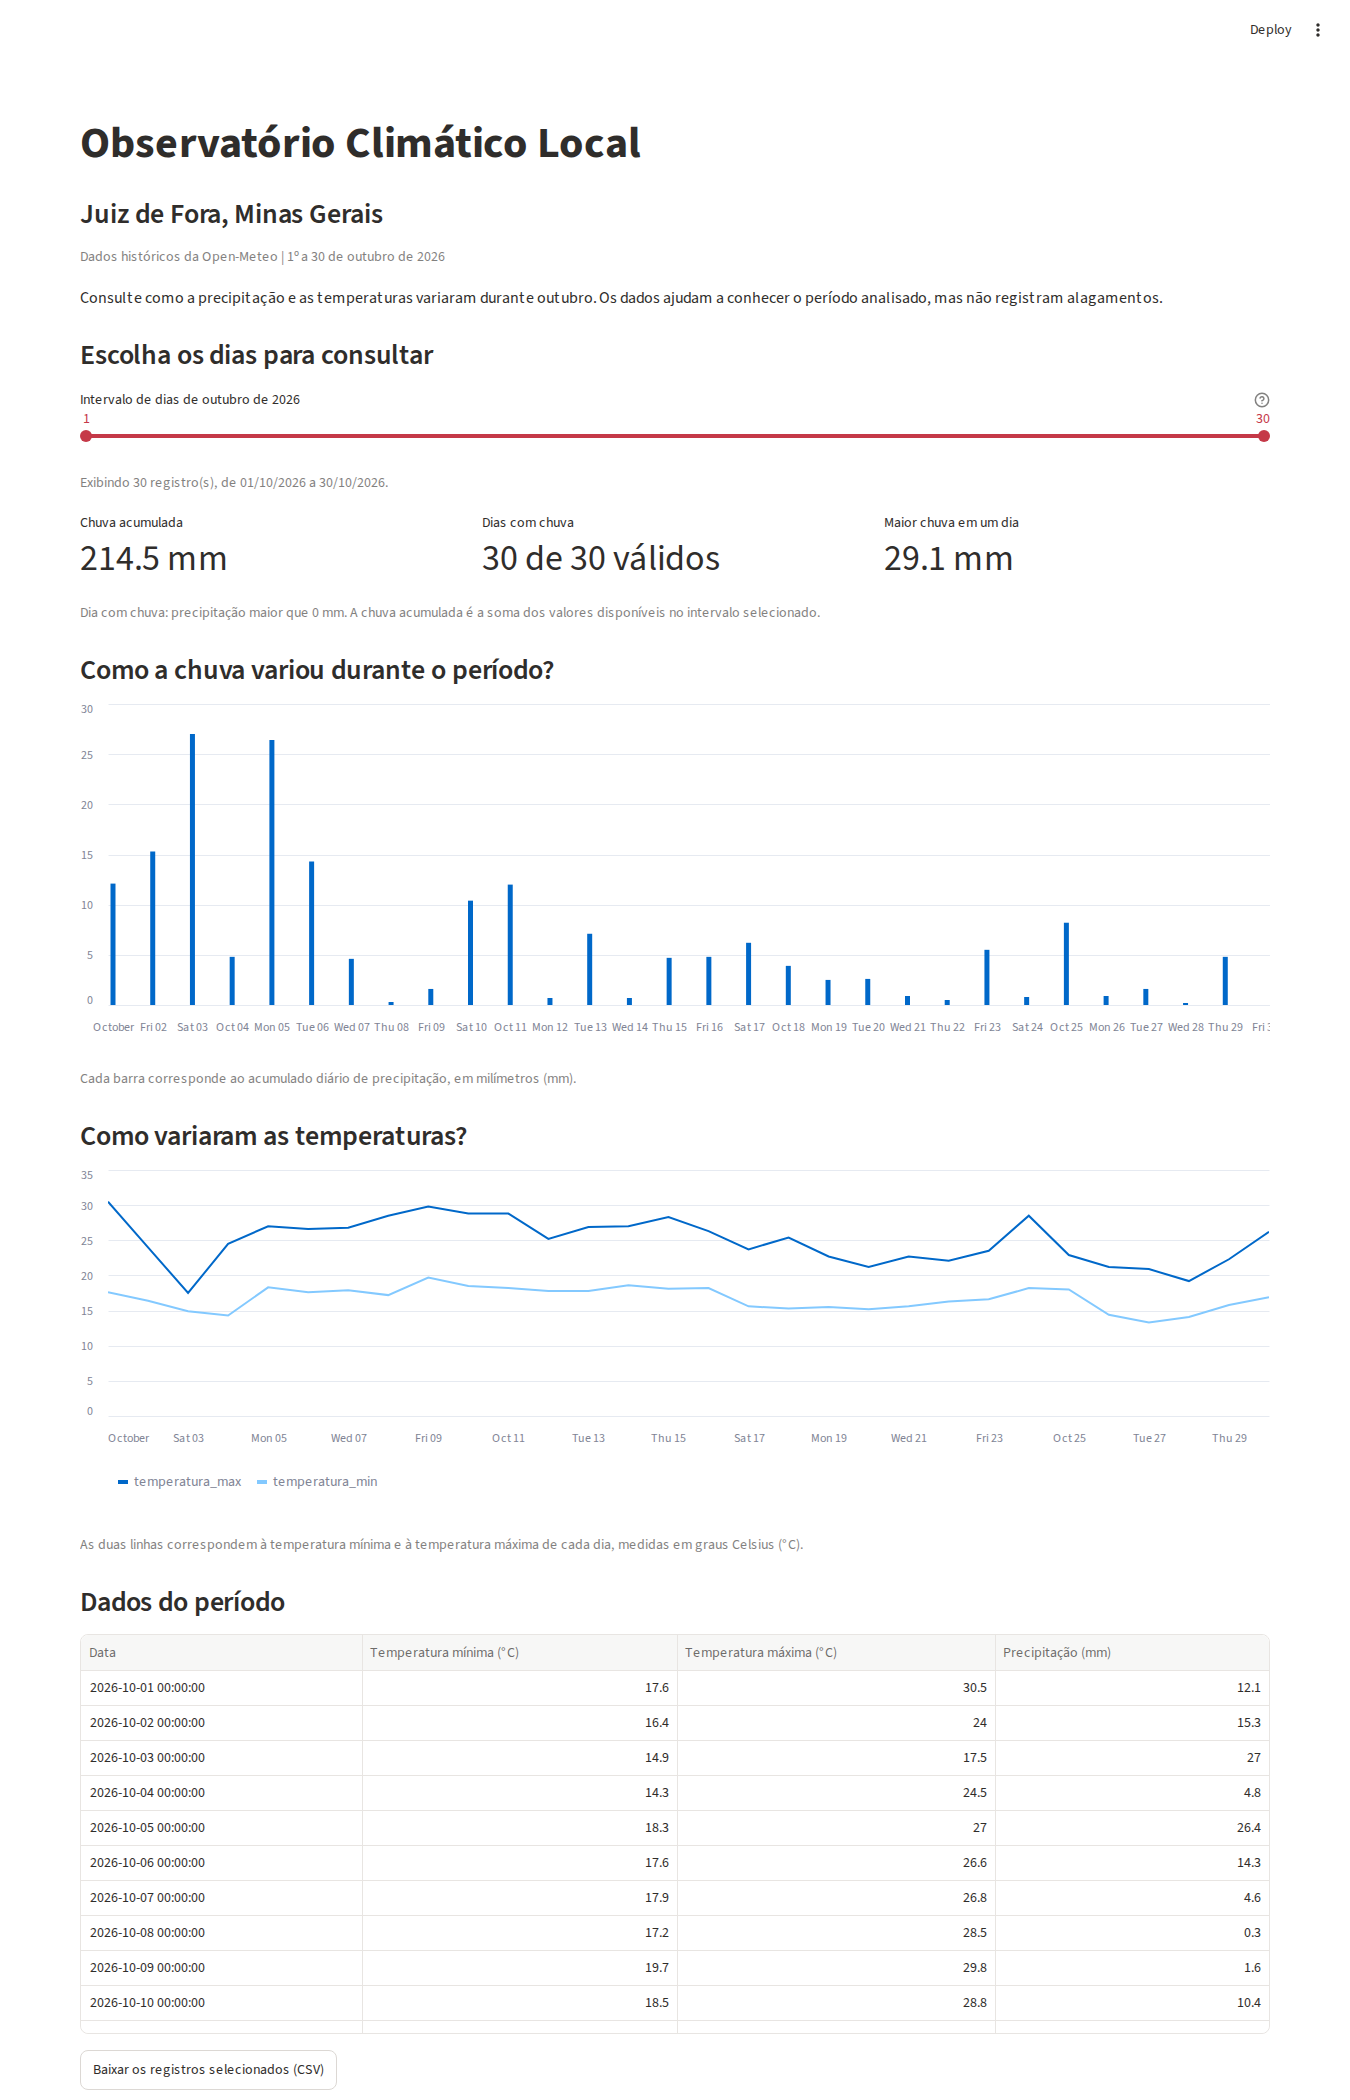 Deploy
Observatório Climático Local
Juiz de Fora, Minas Gerais
Dados históricos da Open-Meteo | 1º a 30 de outubro de 2026
Consulte como a precipitação e as temperaturas variaram durante outubro. Os dados ajudam a conhecer o período analisado, mas não registram alagamentos.
Escolha os dias para consultar
Intervalo de dias de outubro de 2026
1 30
Exibindo 30 registro(s), de 01/10/2026 a 30/10/2026.
Chuva acumulada Dias com chuva Maior chuva em um dia
214.5 mm 30 de 30 válidos 29.1 mm
Dia com chuva: precipitação maior que 0 mm. A chuva acumulada é a soma dos valores disponíveis no intervalo selecionado.
Como a chuva variou durante o período?
30
25
20
15
10
5
0
October Fri 02 Sat 03 Oct 04 Mon 05 Tue 06 Wed 07 Thu 08 Fri 09 Sat 10 Oct 11 Mon 12 Tue 13 Wed 14 Thu 15 Fri 16 Sat 17 Oct 18 Mon 19 Tue 20 Wed 21 Thu 22 Fri 23 Sat 24 Oct 25 Mon 26 Tue 27 Wed 28 Thu 29 Fri
Cada barra corresponde ao acumulado diário de precipitação, em milímetros (mm).
Como variaram as temperaturas?
35
30
25
20
15
10
5
0
October Sat 03 Mon 05 Wed 07 Fri 09 Oct 11 Tue 13 Thu 15 Sat 17 Mon 19 Wed 21 Fri 23 Oct 25 Tue 27 Thu 29
temperatura_max temperatura_min
As duas linhas correspondem à temperatura mínima e à temperatura máxima de cada dia, medidas em graus Celsius (°C).
Dados do período
Data Temperatura mínima (°C) Temperatura máxima (°C) Precipitação (mm)
2026-10-01 00:00:00 17.6 30.5 12.1
2026-10-02 00:00:00 16.4 24 15.3
2026-10-03 00:00:00 14.9 17.5 27
2026-10-04 00:00:00 14.3 24.5 4.8
2026-10-05 00:00:00 18.3 27 26.4
2026-10-06 00:00:00 17.6 26.6 14.3
2026-10-07 00:00:00 17.9 26.8 4.6
2026-10-08 00:00:00 17.2 28.5 0.3
2026-10-09 00:00:00 19.7 29.8 1.6
2026-10-10 00:00:00 18.5 28.8 10.4
Baixar os registros selecionados (CSV)